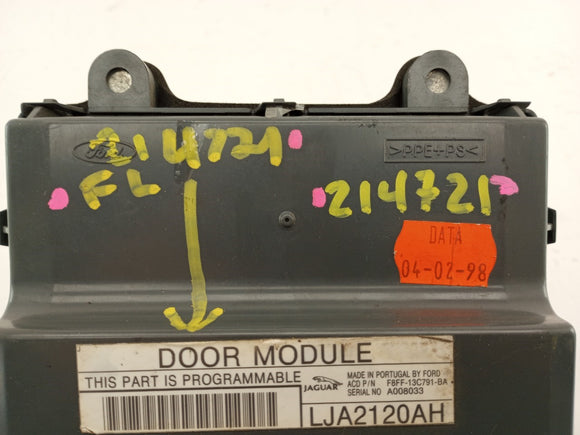 214721
Ford
>PPE+PS<
FL
214721
DATA
04-02-98
DOOR MODULE
THIS PART IS PROGRAMMABLE
JAGUAR
MADE IN PORTUGAL BY FORD
ACD P/N F8FF-13C791-BA
SERIAL NO A008033
LJA2120AH